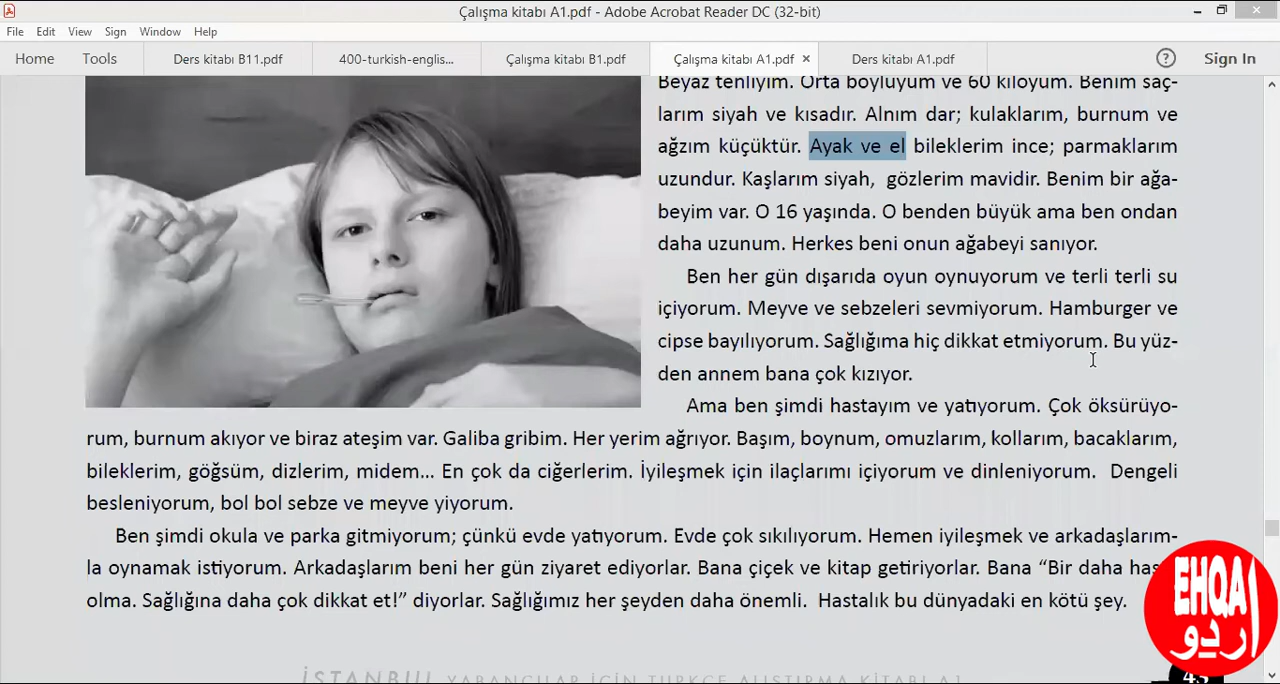 Çalışma kitabı A1.pdf - Adobe Acrobat Reader DC (32-bit)
File Edit View Sign Window Help
Home Tools Ders kitabı B11.pdf 400-turkish-englis... Çalışma kitabı B1.pdf Çalışma kitabı A1.pdf × Ders kitabı A1.pdf ? Sign In
Beyaz tenliyim. Orta boyluyum ve 60 kiloyum. Benim saç-
larım siyah ve kısadır. Alnım dar; kulaklarım, burnum ve
ağzım küçüktür. Ayak ve el bileklerim ince; parmaklarım
uzundur. Kaşlarım siyah, gözlerim mavidir. Benim bir ağa-
beyim var. O 16 yaşında. O benden büyük ama ben ondan
daha uzunum. Herkes beni onun ağabeyi sanıyor.
Ben her gün dışarıda oyun oynuyorum ve terli terli su
içiyorum. Meyve ve sebzeleri sevmiyorum. Hamburger ve
cipse bayılıyorum. Sağlığıma hiç dikkat etmiyorum. Bu yüz-
den annem bana çok kızıyor.
Ama ben şimdi hastayım ve yatıyorum. Çok öksürüyo-
rum, burnum akıyor ve biraz ateşim var. Galiba gribim. Her yerim ağrıyor. Başım, boynum, omuzlarım, kollarım, bacaklarım,
bileklerim, göğsüm, dizlerim, midem... En çok da ciğerlerim. İyileşmek için ilaçlarımı içiyorum ve dinleniyorum. Dengeli
besleniyorum, bol bol sebze ve meyve yiyorum.
Ben şimdi okula ve parka gitmiyorum; çünkü evde yatıyorum. Evde çok sıkılıyorum. Hemen iyileşmek ve arkadaşlarım-
la oynamak istiyorum. Arkadaşlarım beni her gün ziyaret ediyorlar. Bana çiçek ve kitap getiriyorlar. Bana “Bir daha has
olma. Sağlığına daha çok dikkat et!” diyorlar. Sağlığımız her şeyden daha önemli. Hastalık bu dünyadaki en kötü şey.
EHQAI
اردو
İSTANBUL YABANCILAR İÇİN TÜRKÇE ALIŞTIRMA KİTABI A1